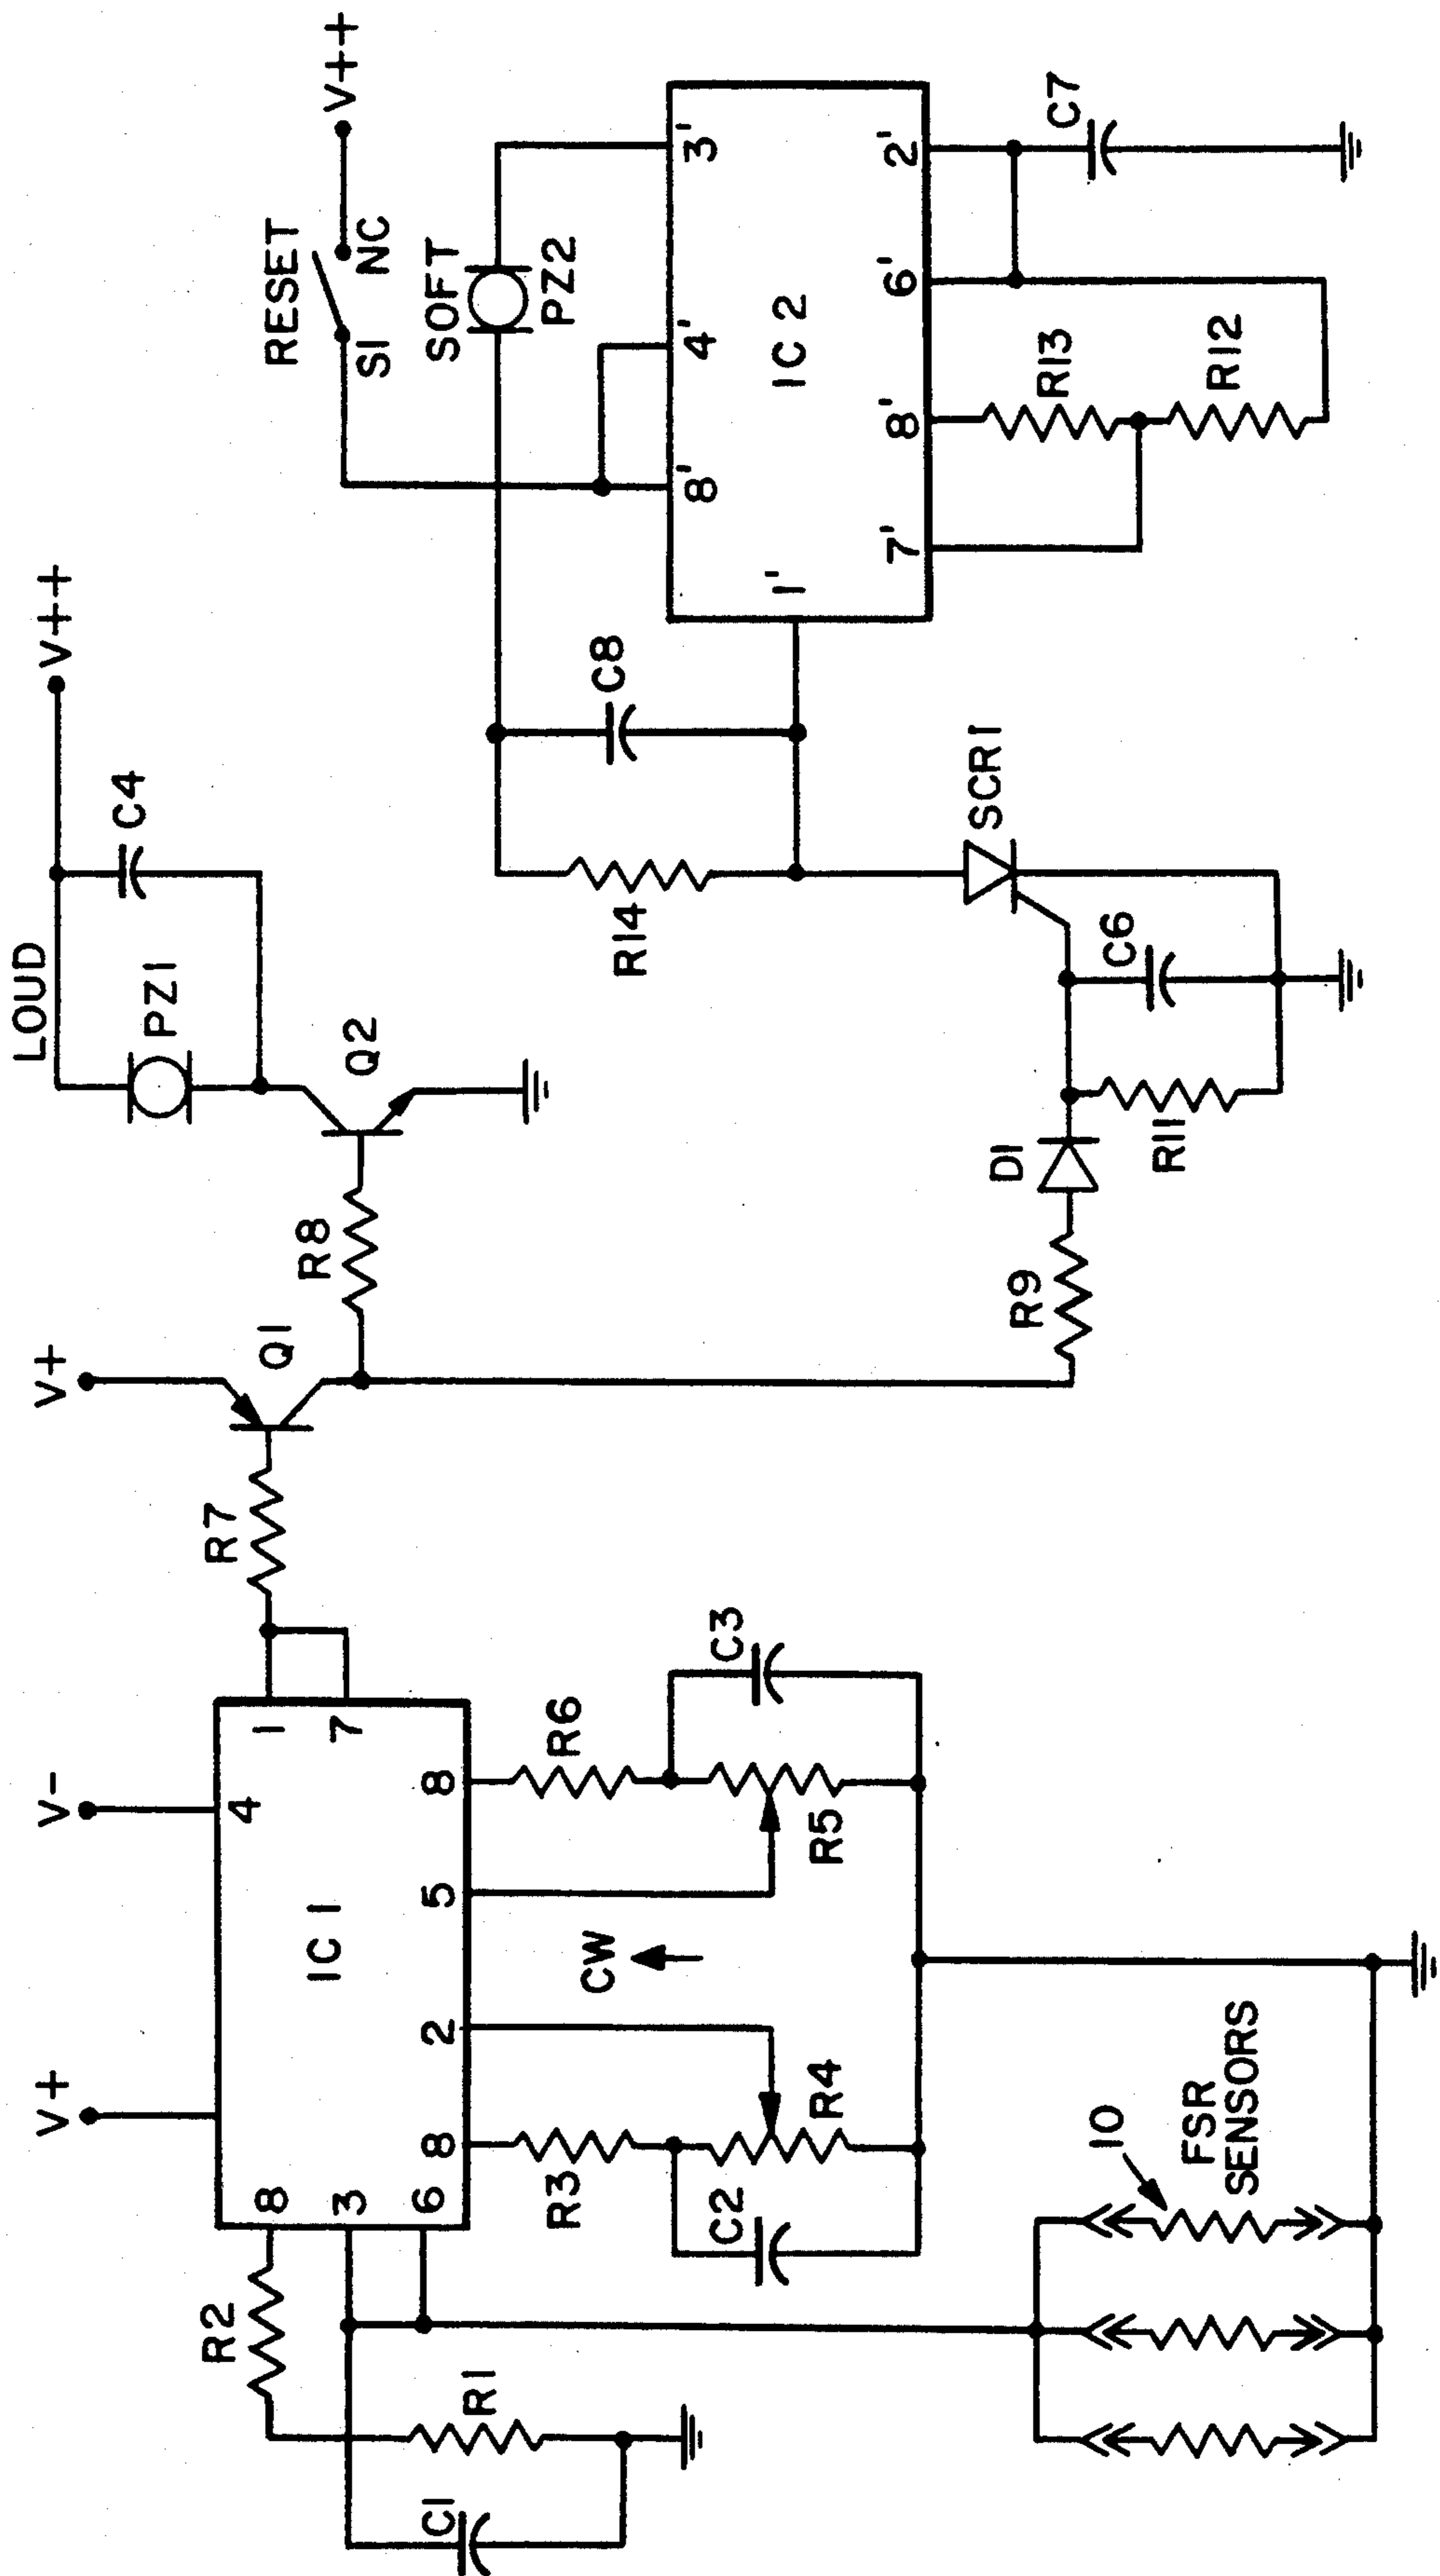 V+
V-
V+
LOUD
V++
RESET
V++
S1
NC
R2
8
3
6
IC 1
4
1
7
8
2
5
8
R7
Q1
R8
Q2
PZ1
C4
SOFT
PZ2
R1
C1
R3
C2
R4
CW
R5
R6
C3
R9
D1
R11
C6
SCR1
R14
C8
1'
8'
4'
3'
IC 2
7'
8'
6'
2'
R13
R12
C7
10
FSR
SENSORS